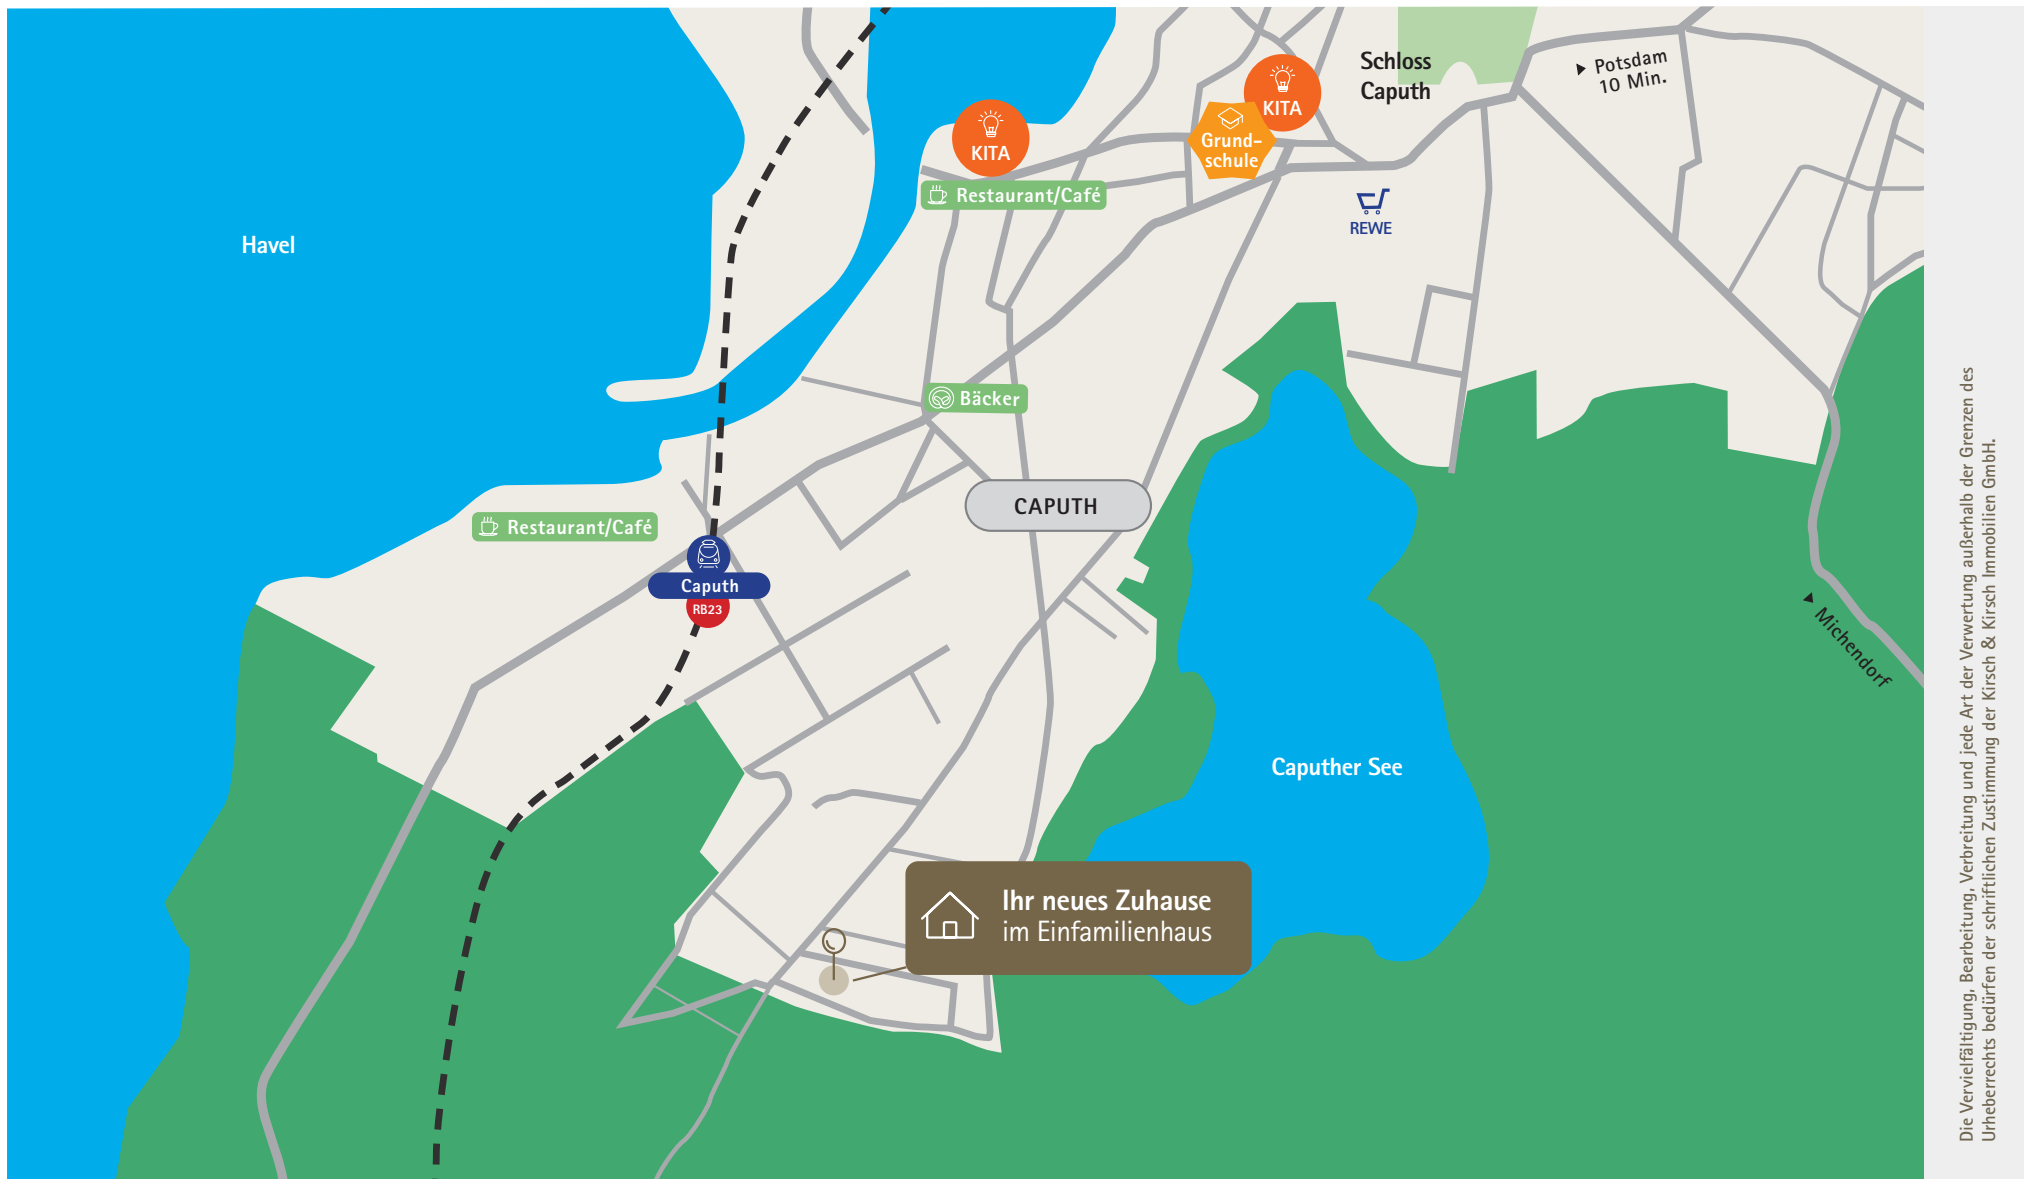 Schloss
Caputh
Potsdam
10 Min.
KITA
KITA
Grund-
schule
Restaurant/Café
REWE
Havel
Bäcker
CAPUTH
Restaurant/Café
Caputh
RB23
Michendorf
Caputher See
Ihr neues Zuhause
im Einfamilienhaus
Die Vervielfältigung, Bearbeitung, Verbreitung und jede Art der Verwertung außerhalb der Grenzen des
Urheberrechts bedürfen der schriftlichen Zustimmung der Kirsch & Kirsch Immobilien GmbH.